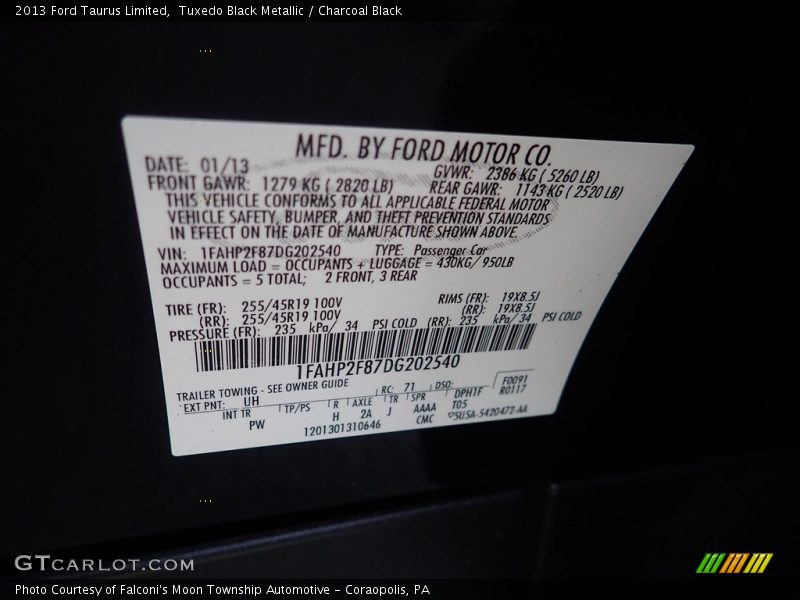 2013 Ford Taurus Limited,  Tuxedo Black Metallic / Charcoal Black
MFD. BY FORD MOTOR CO.
DATE: 01/13 GVWR: 2386 KG ( 5260 LB)
FRONT GAWR: 1279 KG ( 2820 LB) REAR GAWR: 1143 KG ( 2520 LB)
THIS VEHICLE CONFORMS TO ALL APPLICABLE FEDERAL MOTOR
VEHICLE SAFETY, BUMPER, AND THEFT PREVENTION STANDARDS
IN EFFECT ON THE DATE OF MANUFACTURE SHOWN ABOVE.
VIN: 1FAHP2F87DG202540 TYPE: Passenger Car
MAXIMUM LOAD = OCCUPANTS + LUGGAGE = 430KG/ 950LB
OCCUPANTS = 5 TOTAL; 2 FRONT, 3 REAR
TIRE (FR): 255/45R19 100V RIMS (FR): 19X8.5J
(RR): 255/45R19 100V (RR): 19X8.5J
PRESSURE (FR): 235 kPa/ 34 PSI COLD (RR): 235 kPa/ 34 PSI COLD
1FAHP2F87DG202540
TRAILER TOWING - SEE OWNER GUIDE RC: 71 DSO: F0091
EXT PNT: UH DPHTF R0117
INT TR TP/PS R AXLE TR SPR T05
PW H 2A J AAAA 5U5A-5420472-AA
1201301310646 CMC
GTCARLOT.COM
Photo Courtesy of Falconi's Moon Township Automotive - Coraopolis, PA